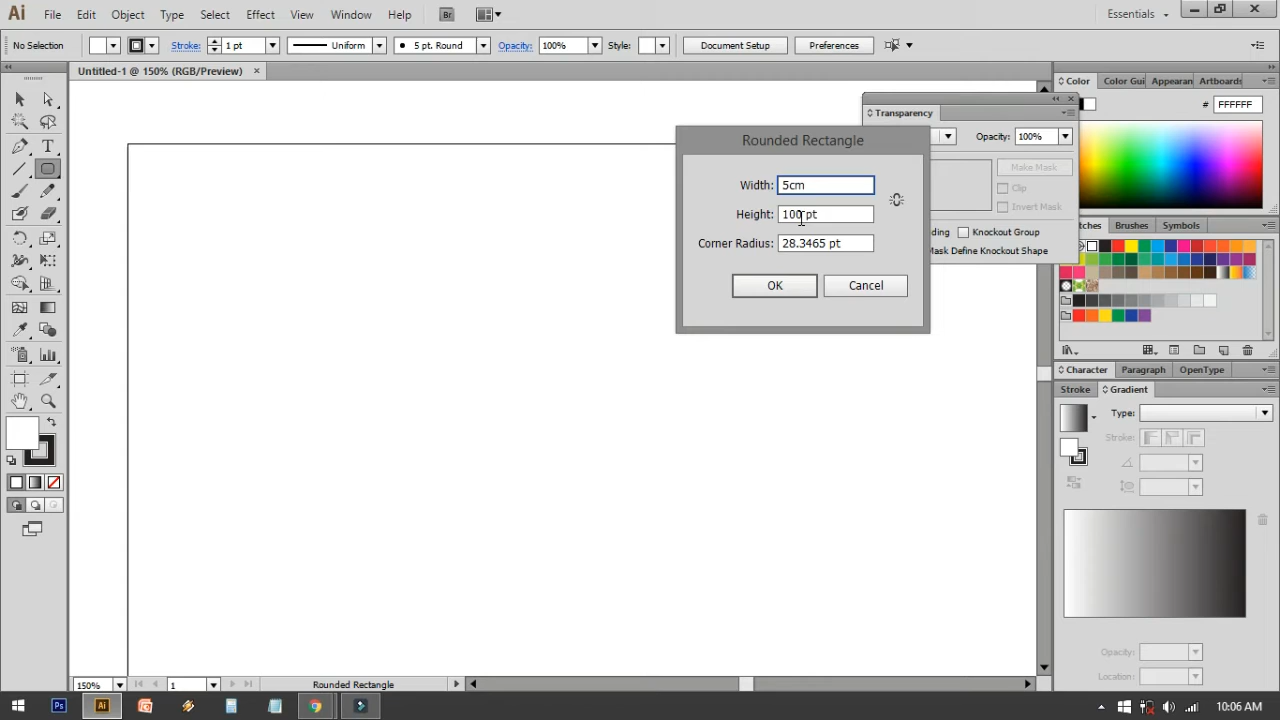 Ai File Edit Object Type Select Effect View Window Help Br Essentials
No Selection Stroke: 1 pt Uniform 5 pt. Round Opacity: 100% Style: Document Setup Preferences
Untitled-1 @ 150% (RGB/Preview)
Color Color Gui Appearan Artboards
# FFFFFF
Transparency
Opacity: 100%
Make Mask
Clip
Invert Mask
Knockout Group
Mask Define Knockout Shape
Rounded Rectangle
Width: 5cm
Height: 100 pt
Corner Radius: 28.3465 pt
OK Cancel
Brushes Symbols
Character Paragraph OpenType
Stroke Gradient
Type:
Stroke:
Opacity:
Location:
150% 1 Rounded Rectangle
Ps Ai 10:06 AM